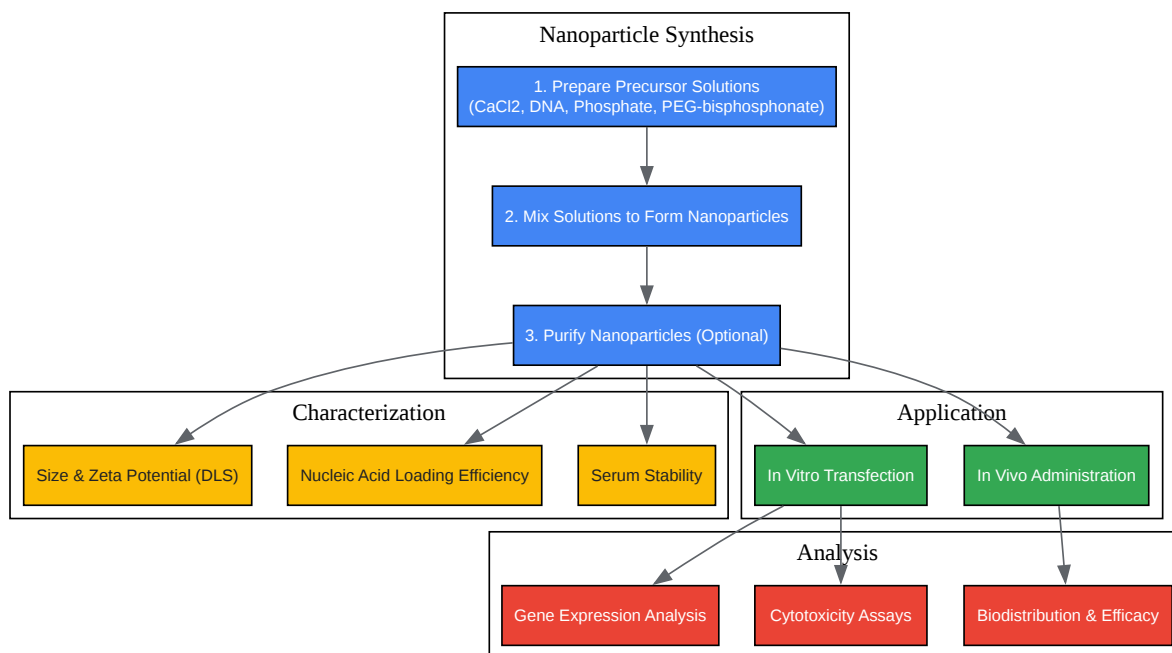 Nanoparticle Synthesis
1. Prepare Precursor Solutions
(CaCl2, DNA, Phosphate, PEG-bisphosphonate)
2. Mix Solutions to Form Nanoparticles
3. Purify Nanoparticles (Optional)
Characterization
Size & Zeta Potential (DLS)
Nucleic Acid Loading Efficiency
Serum Stability
Application
In Vitro Transfection
In Vivo Administration
Analysis
Gene Expression Analysis
Cytotoxicity Assays
Biodistribution & Efficacy